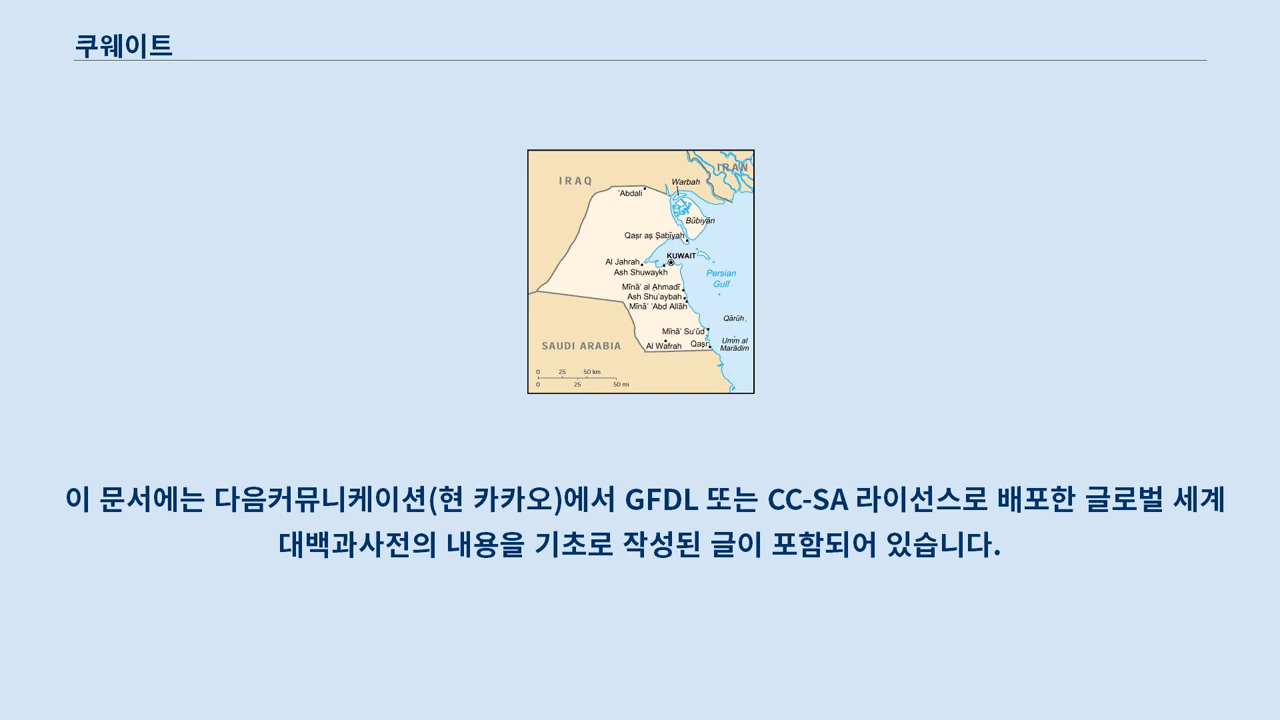 쿠웨이트
IRAQ
IRAN
Warbah
'Abdali
Būbiyān
Qaşr aş Şabīyah
KUWAIT
Al Jahrah
Ash Shuwaykh
Persian
Gulf
Mīnā' al Aḩmadī
Ash Shu'aybah
Mīnā' 'Abd Allāh
Qārūh
Mīnā' Su'ūd
Umm al
Marādim
SAUDI ARABIA
Al Wafrah
Qaşr
0 25 50 km
0 25 50 mi
이 문서에는 다음커뮤니케이션(현 카카오)에서 GFDL 또는 CC-SA 라이선스로 배포한 글로벌 세계
대백과사전의 내용을 기초로 작성된 글이 포함되어 있습니다.